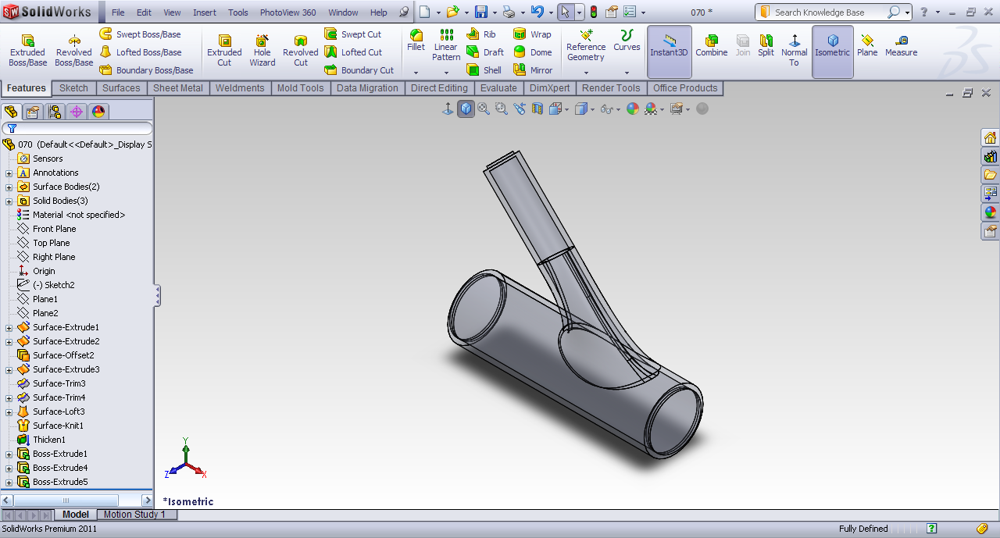 SolidWorks File Edit View Insert Tools PhotoView 360 Window Help 070 * Search Knowledge Base
Extruded Boss/Base
Revolved Boss/Base
Swept Boss/Base
Lofted Boss/Base
Boundary Boss/Base
Extruded Cut
Hole Wizard
Revolved Cut
Swept Cut
Lofted Cut
Boundary Cut
Fillet
Linear Pattern
Rib
Draft
Shell
Wrap
Dome
Mirror
Reference Geometry
Curves
Instant3D
Combine
Join
Split
Normal To
Isometric
Plane
Measure
Features Sketch Surfaces Sheet Metal Weldments Mold Tools Data Migration Direct Editing Evaluate DimXpert Render Tools Office Products
070 (Default<<Default>_Display S
Sensors
Annotations
Surface Bodies(2)
Solid Bodies(3)
Material <not specified>
Front Plane
Top Plane
Right Plane
Origin
(-) Sketch2
Plane1
Plane2
Surface-Extrude1
Surface-Extrude2
Surface-Offset2
Surface-Extrude3
Surface-Trim3
Surface-Trim4
Surface-Loft3
Surface-Knit1
Thicken1
Boss-Extrude1
Boss-Extrude4
Boss-Extrude5
Y
Z
X
*Isometric
Model Motion Study 1
SolidWorks Premium 2011 Fully Defined